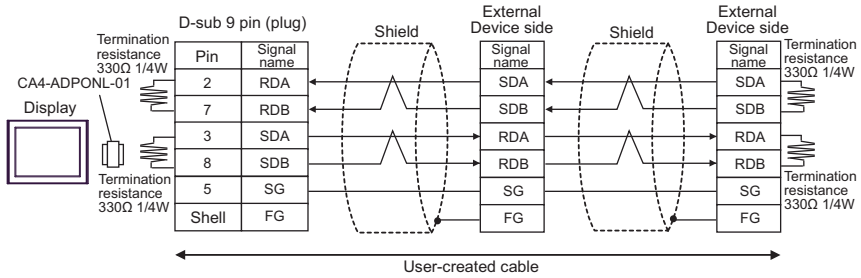 D-sub 9 pin (plug)
Shield
External
Device side
Shield
External
Device side
Termination
resistance
330Ω 1/4W
CA4-ADPONL-01
Display
Termination
resistance
330Ω 1/4W
Pin
Signal
name
2
RDA
7
RDB
3
SDA
8
SDB
5
SG
Shell
FG
Signal
name
SDA
SDB
RDA
RDB
SG
FG
Signal
name
SDA
SDB
RDA
RDB
SG
FG
Termination
resistance
330Ω 1/4W
Termination
resistance
330Ω 1/4W
User-created cable